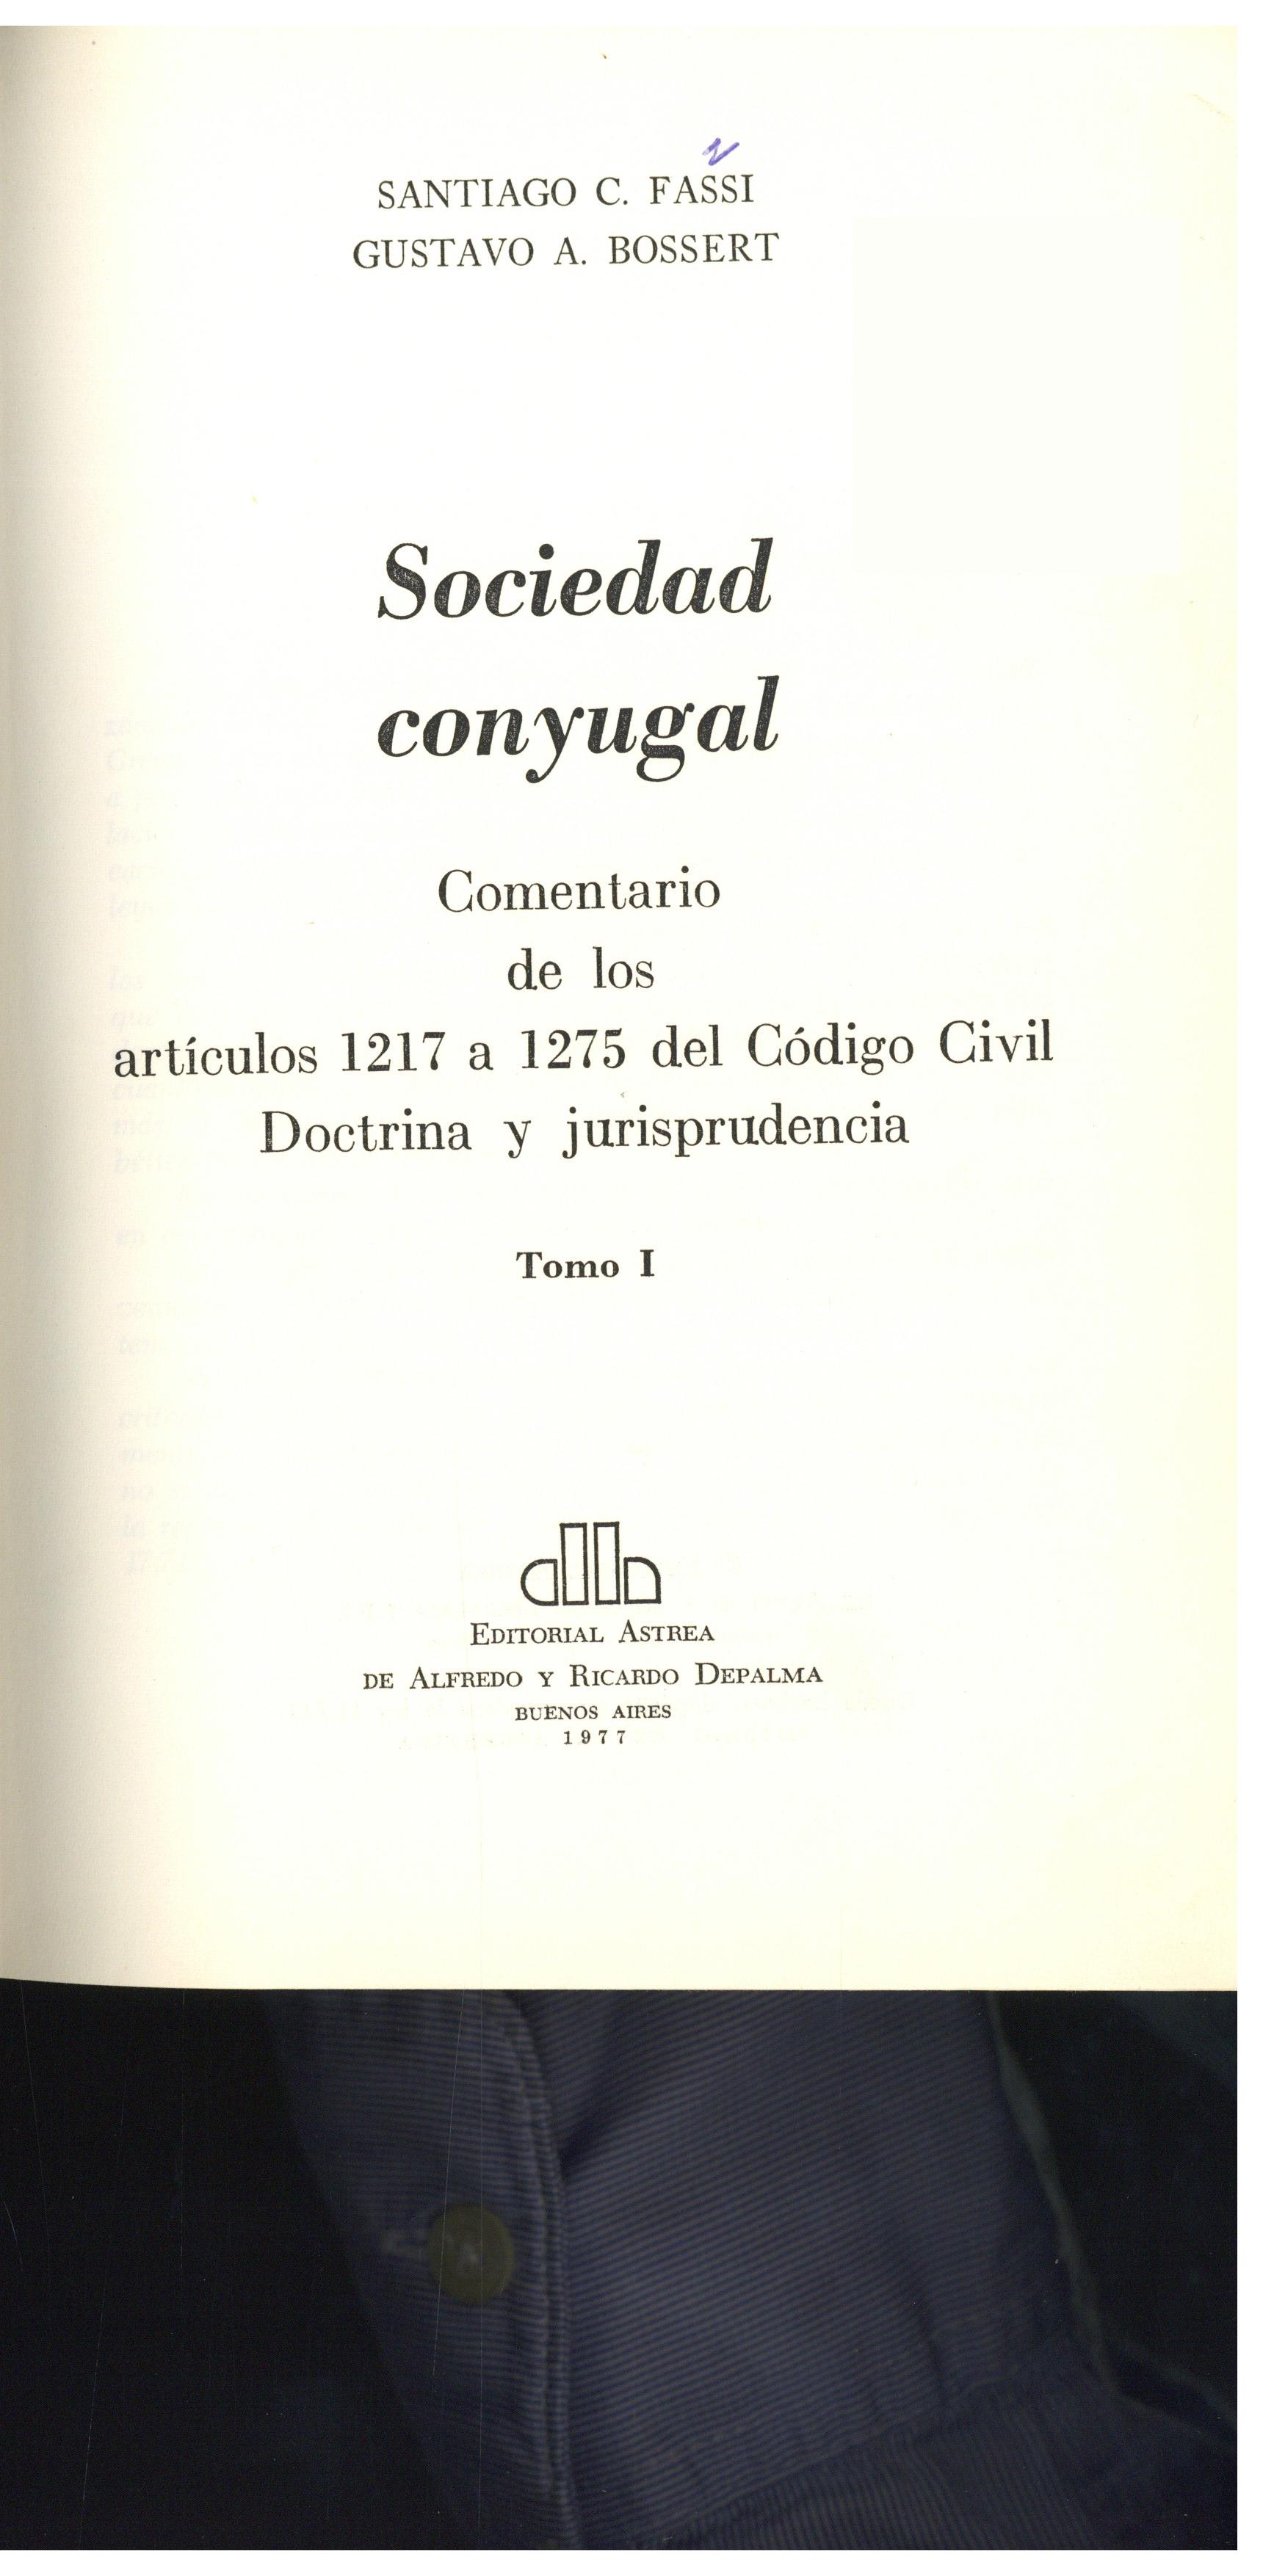 SANTIAGO C. FASSI
GUSTAVO A. BOSSERT
Sociedad
conyugal
Comentario
de los
artículos 1217 a 1275 del Código Civil
Doctrina y jurisprudencia
Tomo I
EDITORIAL ASTREA
DE ALFREDO Y RICARDO DEPALMA
BUENOS AIRES
1977